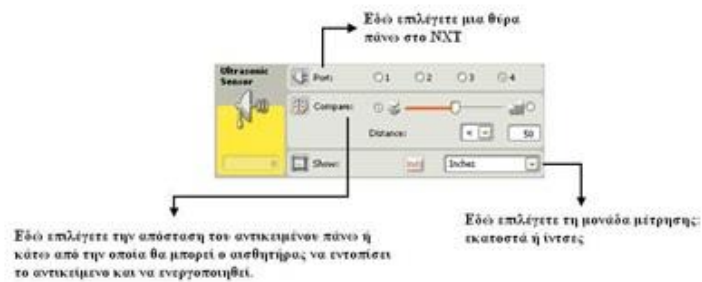 Εδώ επιλέγετε μια θύρα
πάνω στο NXT
Ultrasonic
Sensor
Port:
1 2 3 4
Compare:
Distance:
< 50
Show:
Inches
Εδώ επιλέγετε την απόσταση του αντικειμένου πάνω ή
κάτω από την οποία θα μπορεί ο αισθητήρας να εντοπίσει
το αντικείμενο και να ενεργοποιηθεί.
Εδώ επιλέγετε τη μονάδα μέτρησης:
εκατοστά ή ίντσες